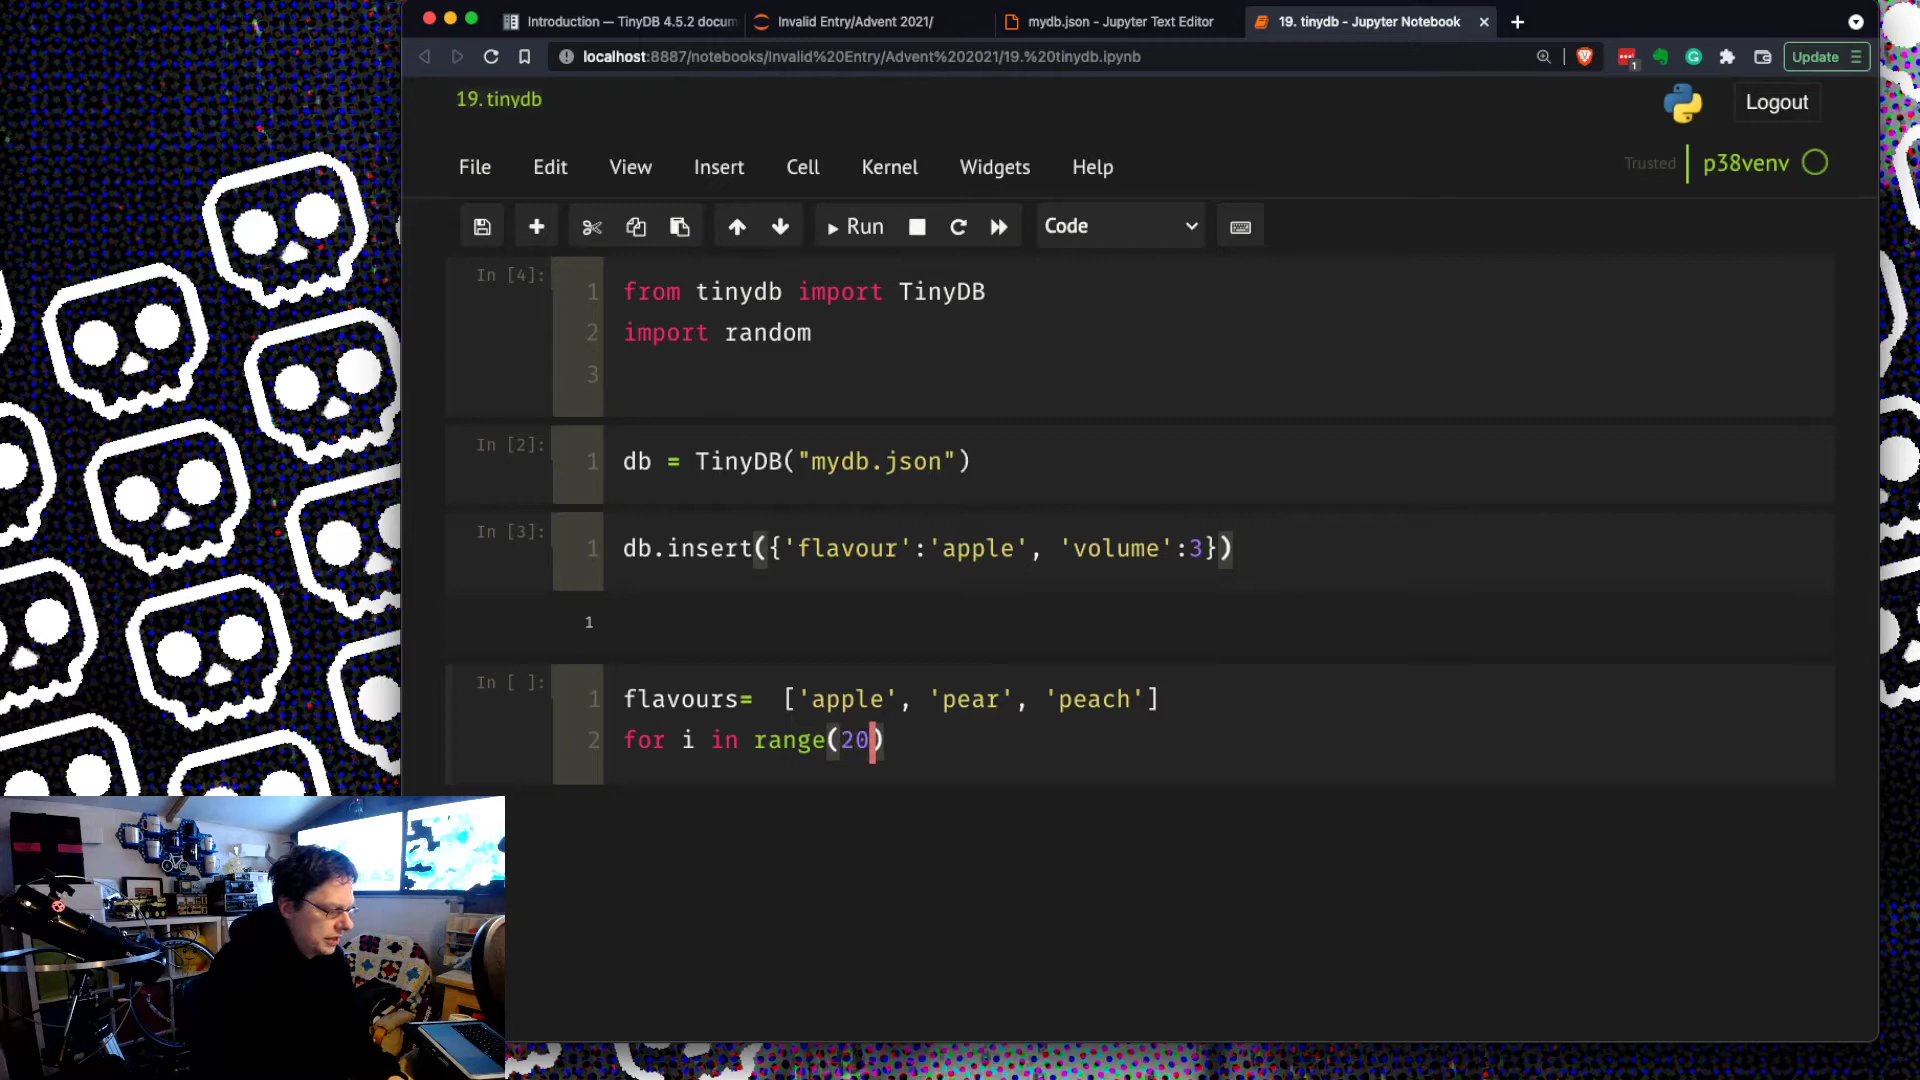 Introduction — TinyDB 4.5.2 docum
Invalid Entry/Advent 2021/
mydb.json - Jupyter Text Editor
19. tinydb - Jupyter Notebook
localhost:8887/notebooks/Invalid%20Entry/Advent%202021/19.%20tinydb.ipynb
1
Update
19. tinydb
Logout
File Edit View Insert Cell Kernel Widgets Help
Trusted
p38venv
Run
Code
In [4]:
1 from tinydb import TinyDB
2 import random
3
In [2]:
1 db = TinyDB("mydb.json")
In [3]:
1 db.insert({'flavour':'apple', 'volume':3})
1
In [ ]:
1 flavours=  ['apple', 'pear', 'peach']
2 for i in range(20)